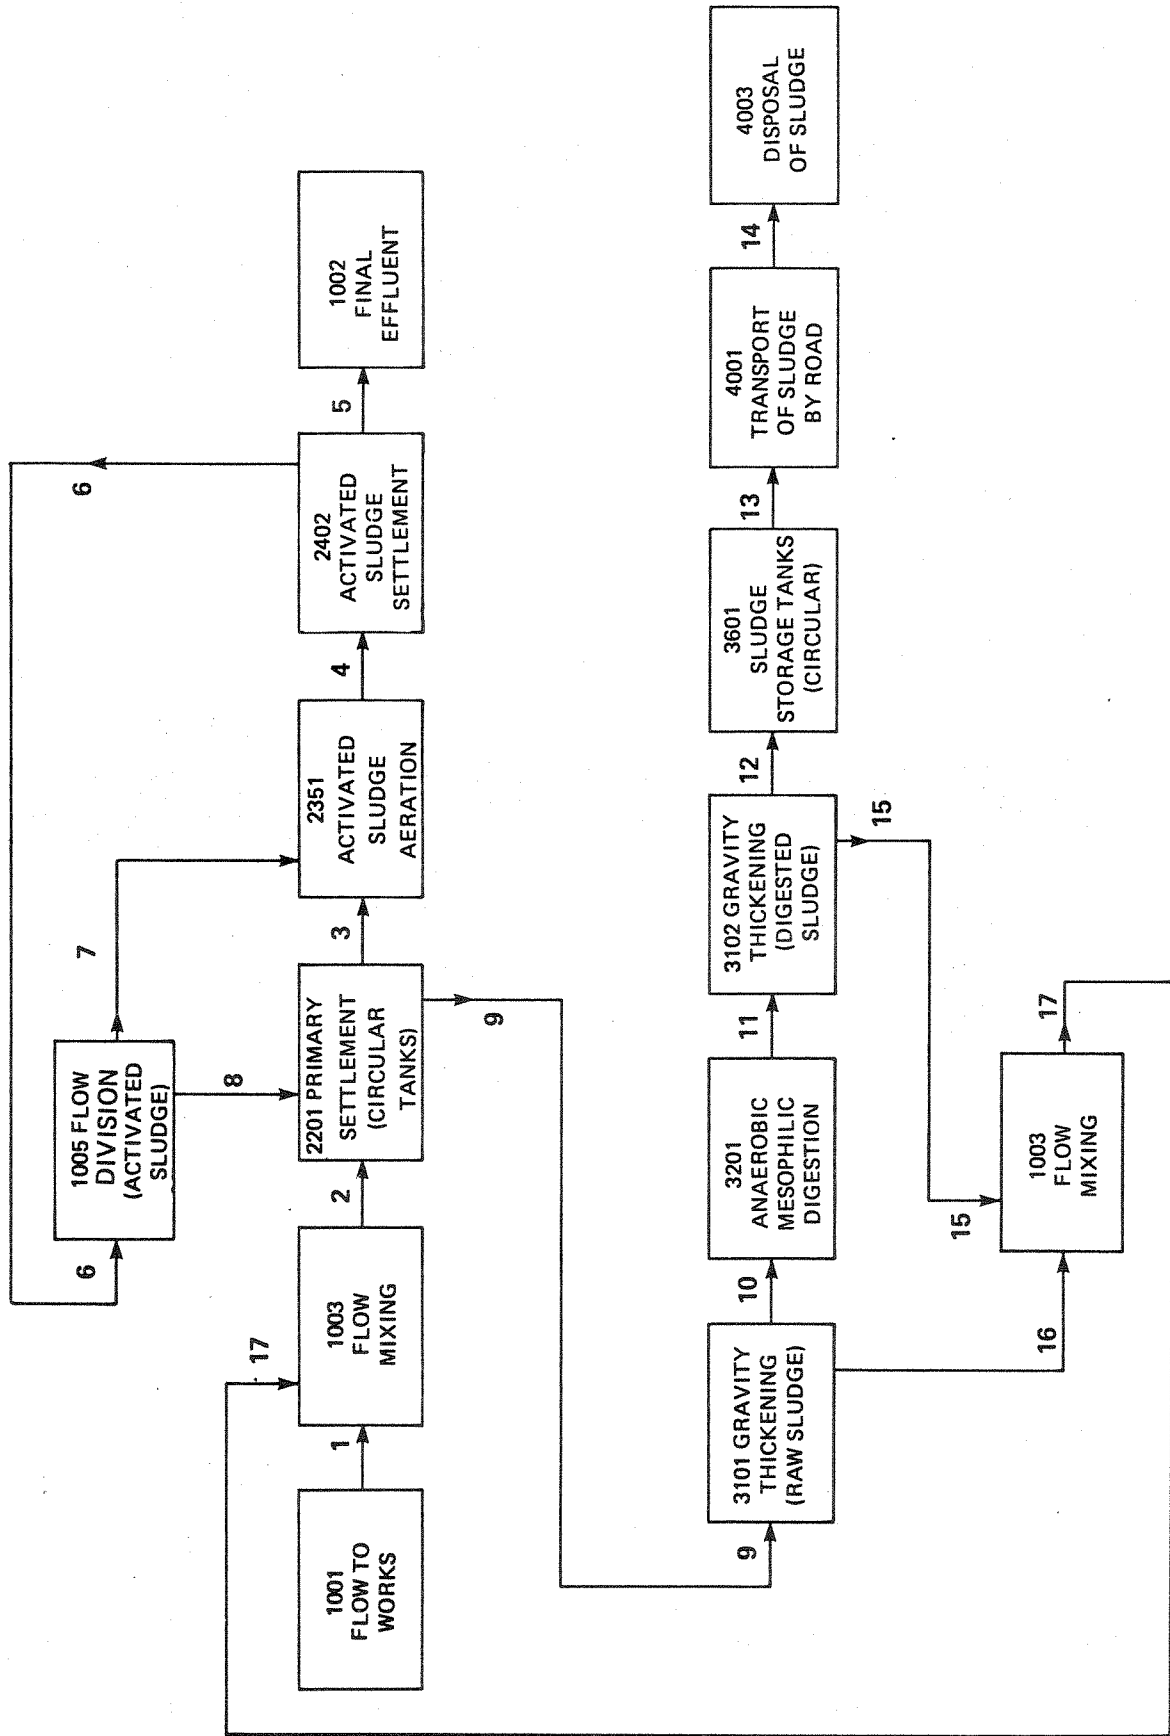 6
6
1005 FLOW
DIVISION
(ACTIVATED
SLUDGE)
7
8
17
1001
FLOW TO
WORKS
1
1003
FLOW
MIXING
2
2201 PRIMARY
SETTLEMENT
(CIRCULAR
TANKS)
3
2351
ACTIVATED
SLUDGE
AERATION
4
2402
ACTIVATED
SLUDGE
SETTLEMENT
5
1002
FINAL
EFFLUENT
9
9
3101 GRAVITY
THICKENING
(RAW SLUDGE)
10
3201
ANAEROBIC
MESOPHILIC
DIGESTION
11
3102 GRAVITY
THICKENING
(DIGESTED
SLUDGE)
12
3601
SLUDGE
STORAGE TANKS
(CIRCULAR)
13
4001
TRANSPORT
OF SLUDGE
BY ROAD
14
4003
DISPOSAL
OF SLUDGE
15
15
16
1003
FLOW
MIXING
17